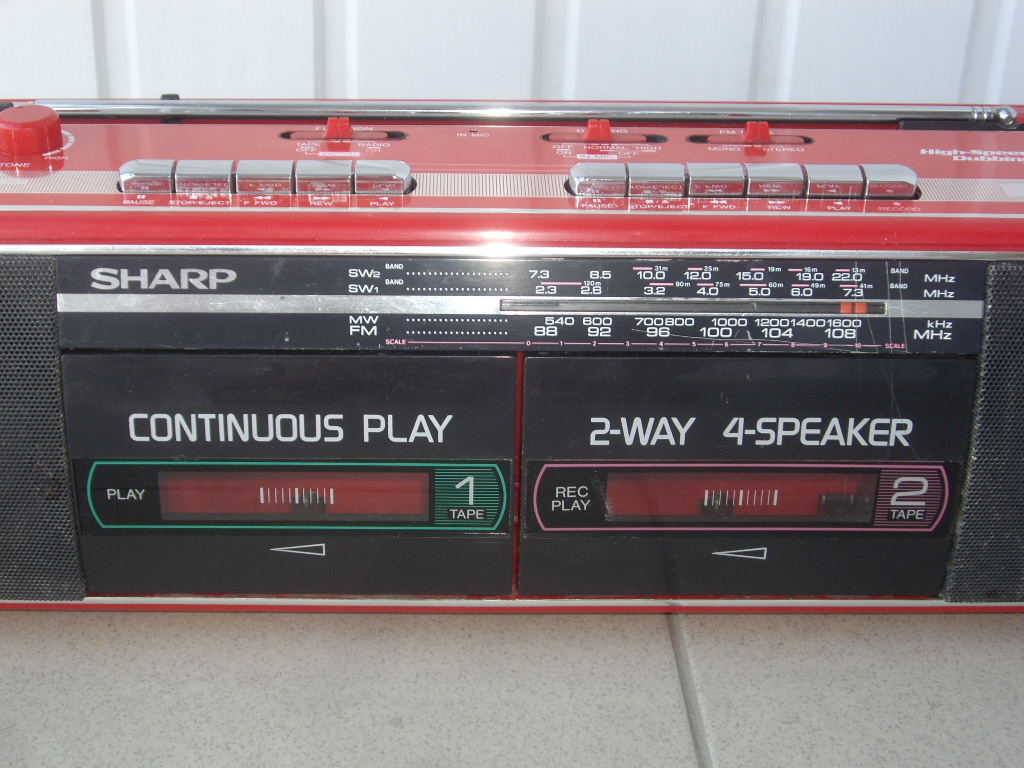 FUNCTION IN MIC DUBBING FM
TAPE RADIO OFF NORMAL HIGH MONO STEREO High-Speed
TONE HIGH ON IN MIC OFF Dubbing
PAUSE STOP/EJECT F FWD REW PLAY PAUSE STOP/EJECT F FWD REW PLAY RECORD
SHARP
BAND 31m 25m 19m 16m 13m BAND
SW2 7.3 8.5 10.0 12.0 15.0 19.0 22.0 MHz
BAND 120m 90m 75m 60m 49m 41m BAND
SW1 2.3 2.6 3.2 4.0 5.0 6.0 7.3 MHz
MW 540 600 700 800 1000 1200 1400 1600 kHz
FM 88 92 96 100 104 108 MHz
SCALE 0 1 2 3 4 5 6 7 8 9 10 SCALE
CONTINUOUS PLAY
2-WAY 4-SPEAKER
PLAY
1
TAPE
REC
PLAY
2
TAPE